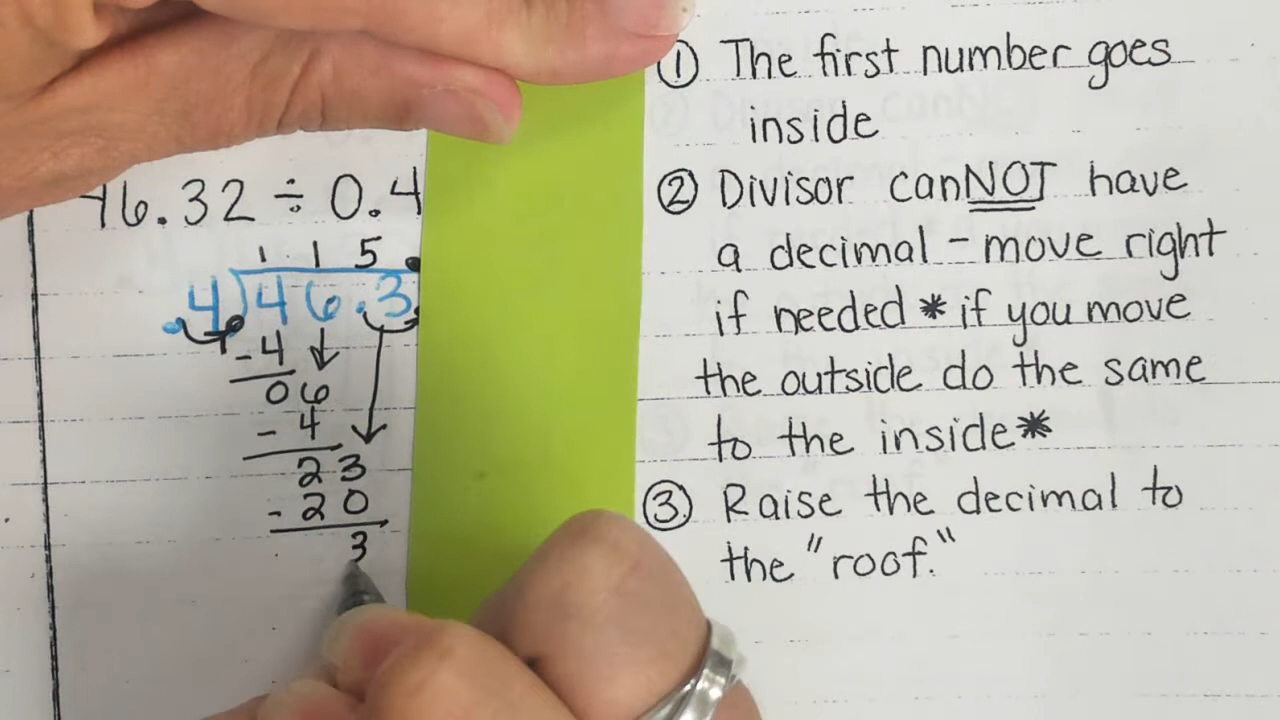 46.32 ÷ 0.4
1 1 5 .
.4)46.3.
-4
06
- 4
23
- 20
3
① The first number goes
inside
② Divisor canNOT have
a decimal - move right
if needed * if you move
the outside do the same
to the inside*
③ Raise the decimal to
the "roof."